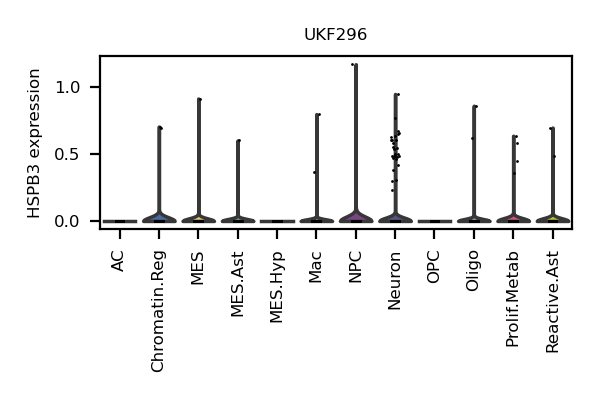 UKF296
HSPB3 expression
1.0
0.5
0.0
AC
Chromatin.Reg
MES
MES.Ast
MES.Hyp
Mac
NPC
Neuron
OPC
Oligo
Prolif.Metab
Reactive.Ast